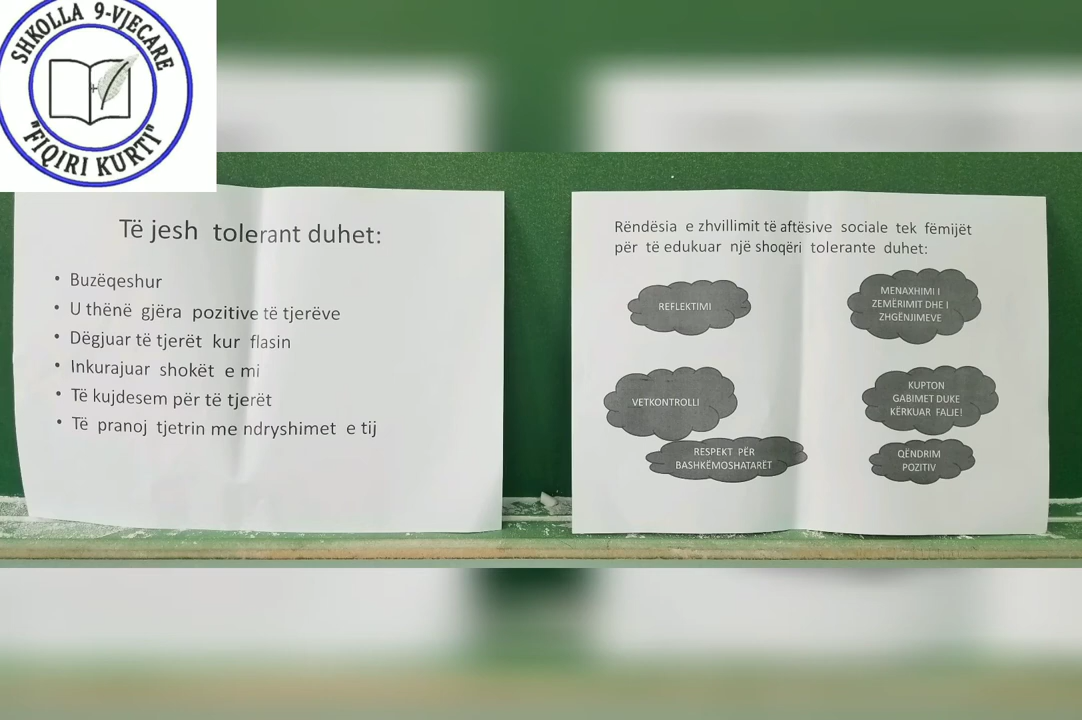 SHKOLLA 9-VJECARE
"FIQIRI KURTI"
Të jesh tolerant duhet:
• Buzëqeshur
• U thënë gjëra pozitive të tjerëve
• Dëgjuar të tjerët kur flasin
• Inkurajuar shokët e mi
• Të kujdesem për të tjerët
• Të pranoj tjetrin me ndryshimet e tij
Rëndësia e zhvillimit të aftësive sociale tek fëmijët
për të edukuar një shoqëri tolerante duhet:
REFLEKTIMI
MENAXHIMI I
ZEMËRIMIT DHE I
ZHGËNJIMEVE
VETKONTROLLI
KUPTON
GABIMET DUKE
KËRKUAR FALJE!
RESPEKT PËR
BASHKËMOSHATARËT
QËNDRIM
POZITIV